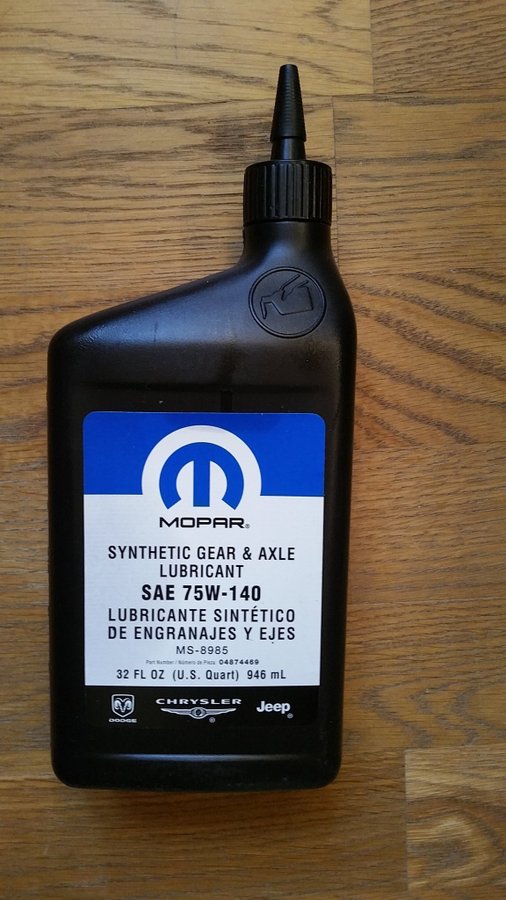 MOPAR®
SYNTHETIC GEAR & AXLE
LUBRICANT
SAE 75W-140
LUBRICANTE SINTÉTICO
DE ENGRANAJES Y EJES
MS-8985
Part Number / Número de Pieza 04874469
32 FL OZ (U.S. Quart) 946 mL
DODGE CHRYSLER® Jeep®